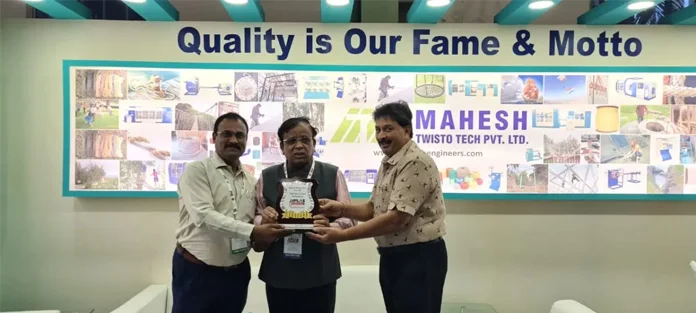 Quality is Our Fame & Motto
MAHESH
TWISTO TECH PVT. LTD.
engineers.com